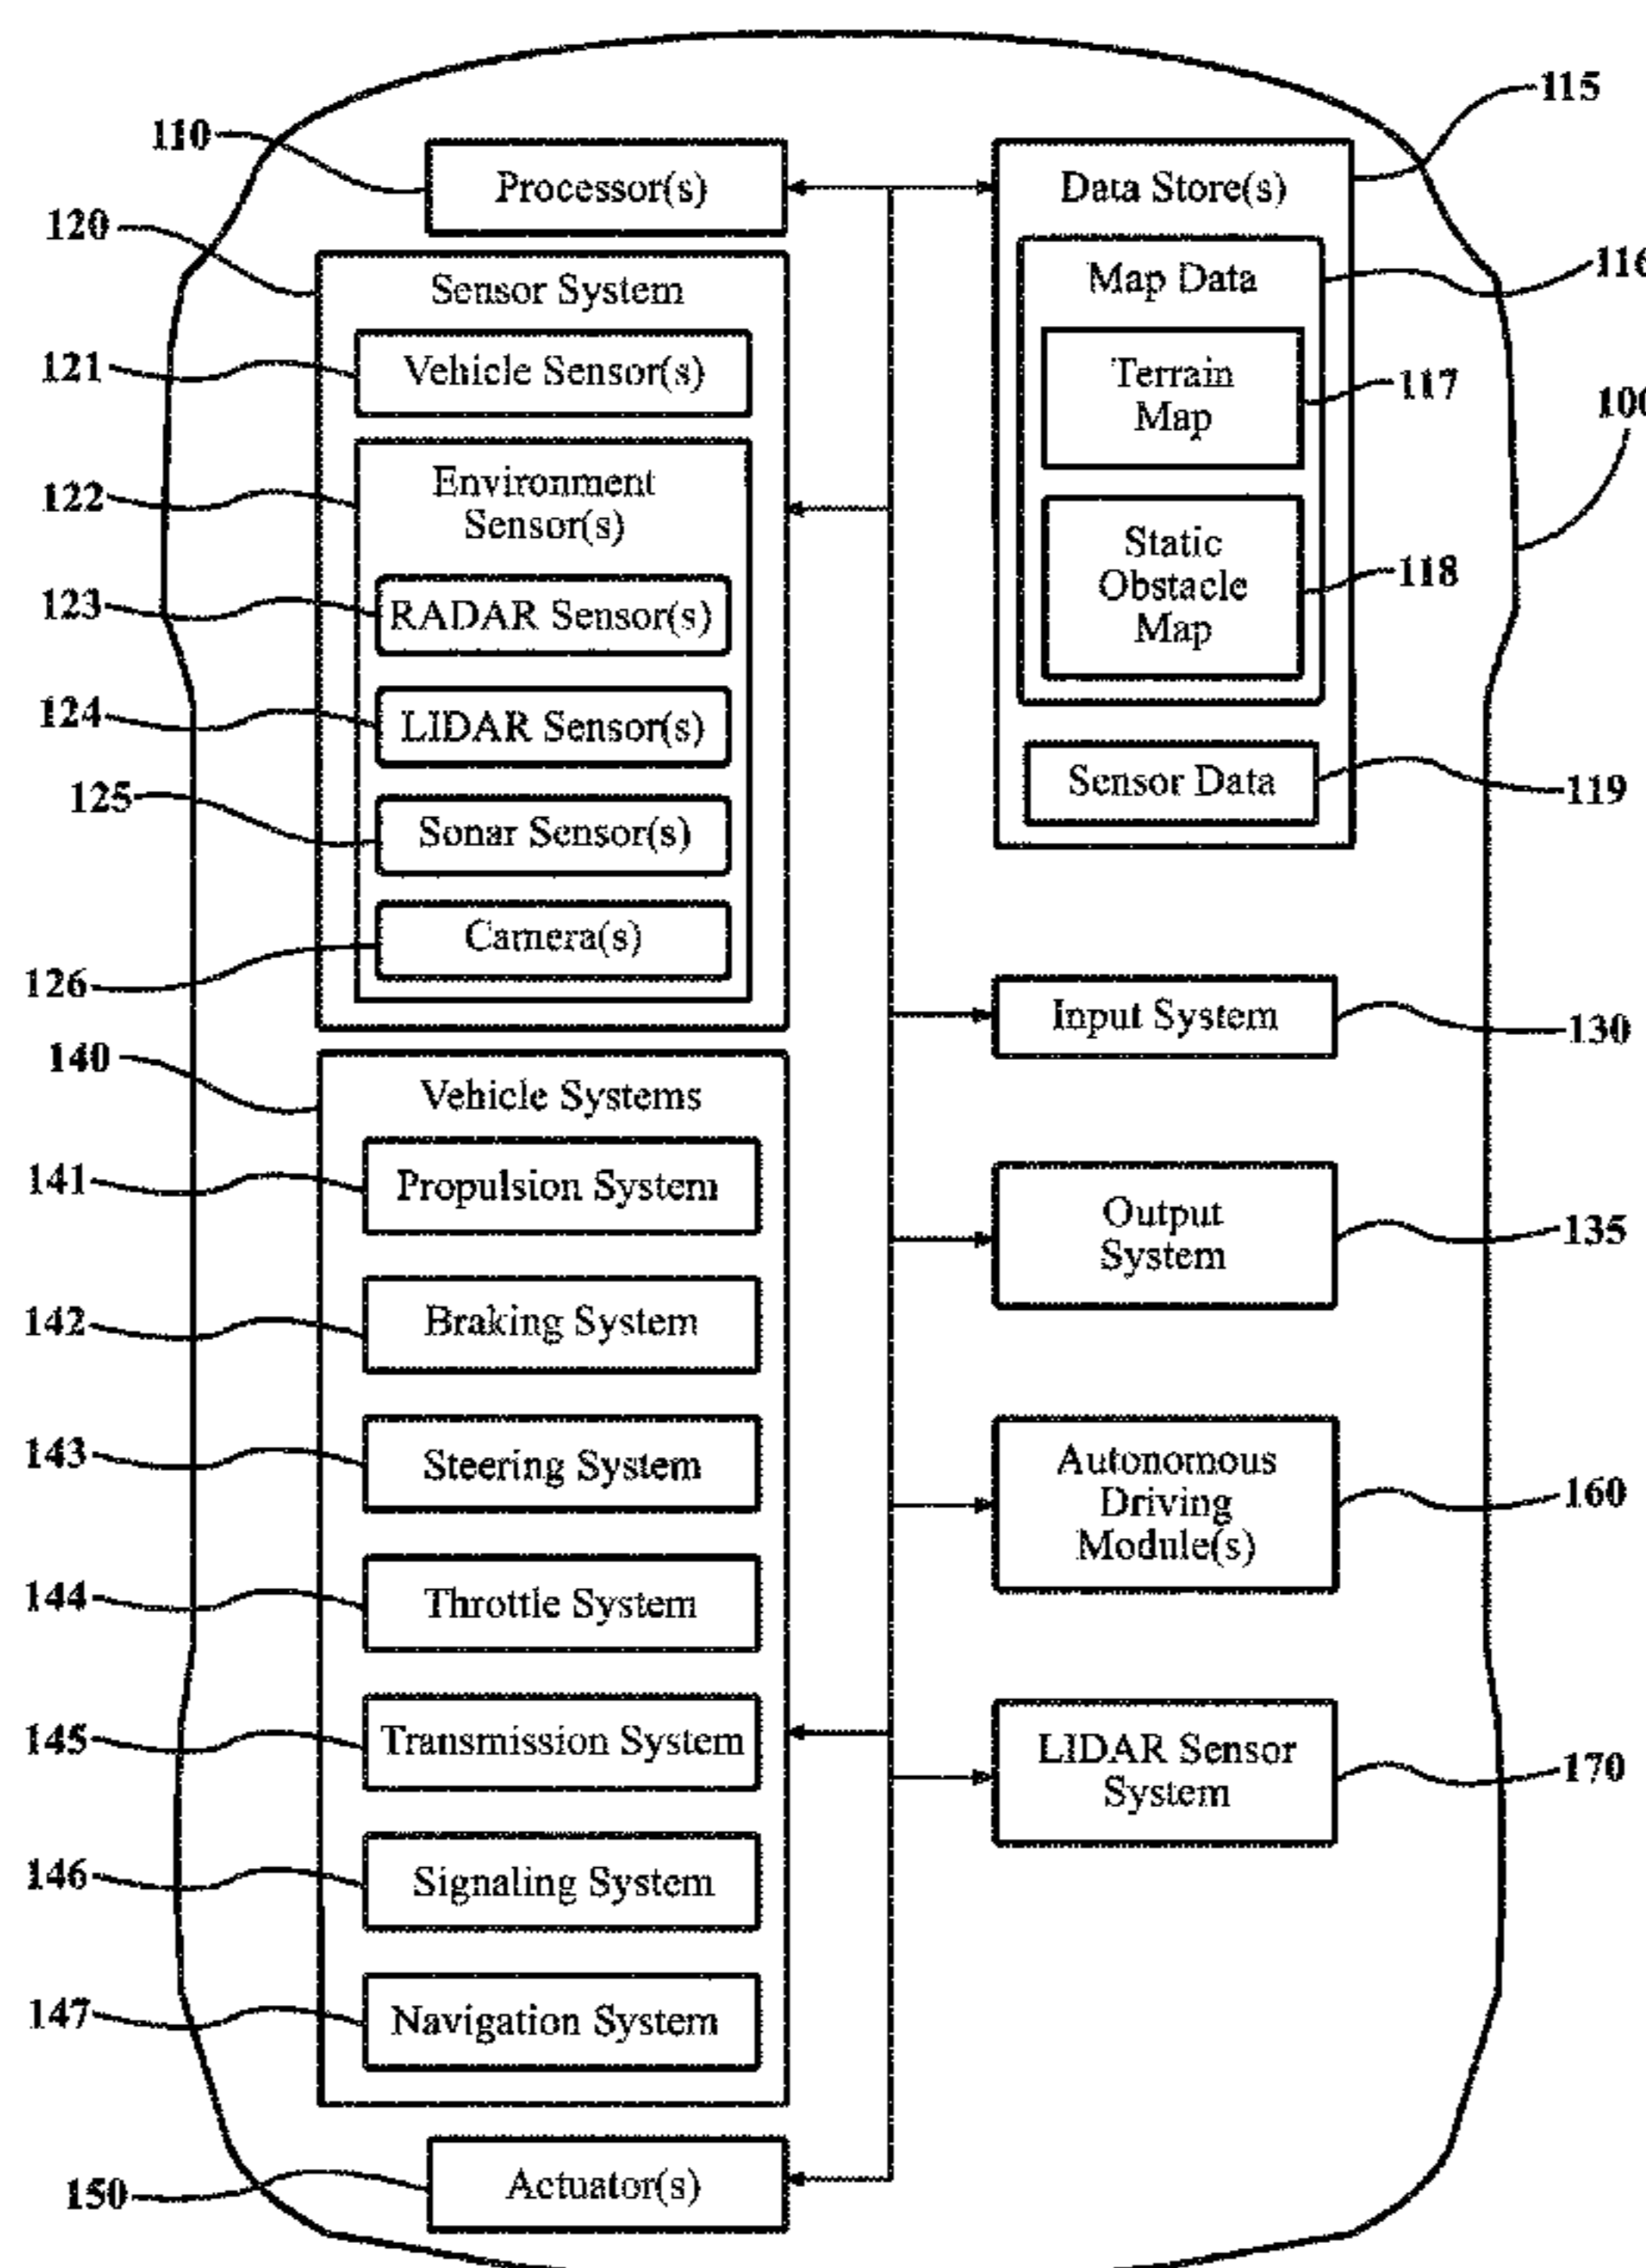 110
Processor(s)
120
Sensor System
121
Vehicle Sensor(s)
122
Environment
Sensor(s)
123
RADAR Sensor(s)
124
LIDAR Sensor(s)
125
Sonar Sensor(s)
126
Camera(s)
140
Vehicle Systems
141
Propulsion System
142
Braking System
143
Steering System
144
Throttle System
145
Transmission System
146
Signaling System
147
Navigation System
150
Actuator(s)
115
Data Store(s)
116
Map Data
Terrain
Map
117
100
Static
Obstacle
Map
118
Sensor Data
119
Input System
130
Output
System
135
Autonomous
Driving
Module(s)
160
LIDAR Sensor
System
170